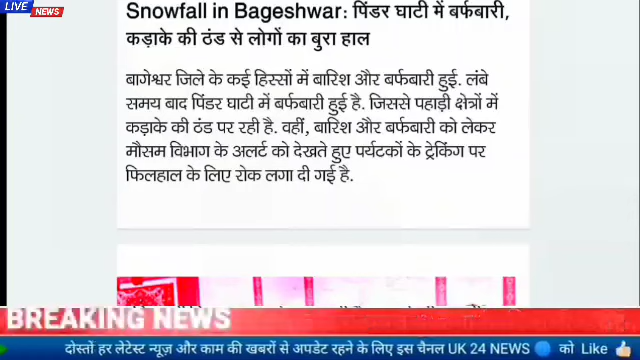 LIVE
NEWS
Snowfall in Bageshwar: पिंडर घाटी में बर्फबारी,
कड़ाके की ठंड से लोगों का बुरा हाल
बागेश्वर जिले के कई हिस्सों में बारिश और बर्फबारी हुई. लंबे
समय बाद पिंडर घाटी में बर्फबारी हुई है. जिससे पहाड़ी क्षेत्रों में
कड़ाके की ठंड पर रही है. वहीं, बारिश और बर्फबारी को लेकर
मौसम विभाग के अलर्ट को देखते हुए पर्यटकों के ट्रेकिंग पर
फिलहाल के लिए रोक लगा दी गई है.
BREAKING NEWS
दोस्तों हर लेटेस्ट न्यूज़ और काम की खबरों से अपडेट रहने के लिए इस चैनल UK 24 NEWS 🔵 को Like 👍